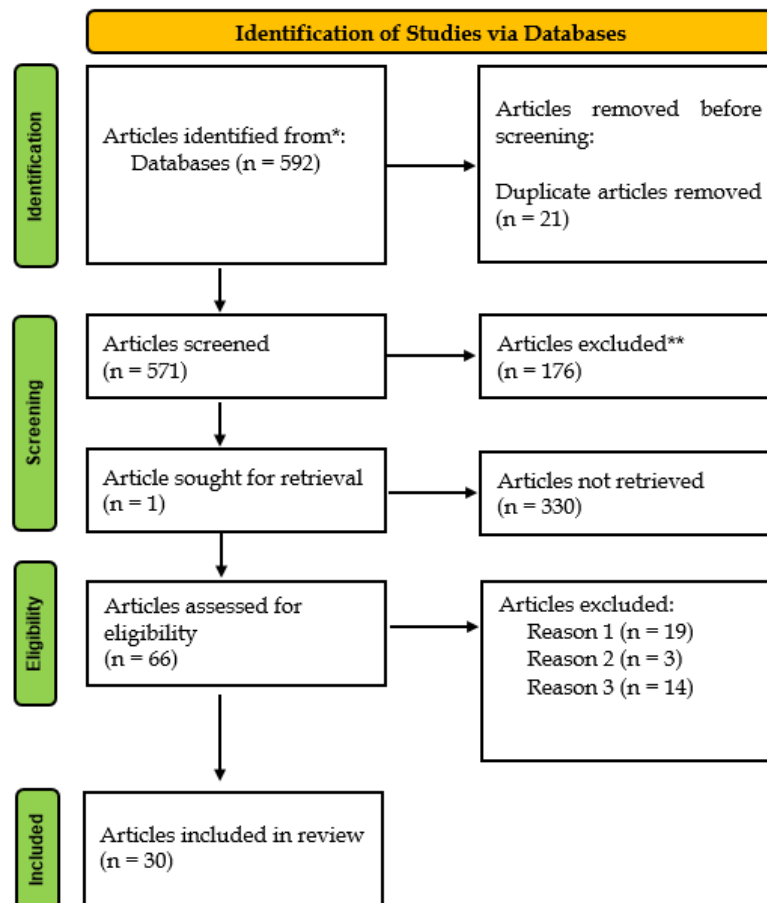 Identification of Studies via Databases
Identification
Articles identified from*:
Databases (n = 592)
Articles removed before
screening:
Duplicate articles removed
(n = 21)
Screening
Articles screened
(n = 571)
Articles excluded**
(n = 176)
Article sought for retrieval
(n = 1)
Articles not retrieved
(n = 330)
Eligibility
Articles assessed for
eligibility
(n = 66)
Articles excluded:
Reason 1 (n = 19)
Reason 2 (n = 3)
Reason 3 (n = 14)
Included
Articles included in review
(n = 30)